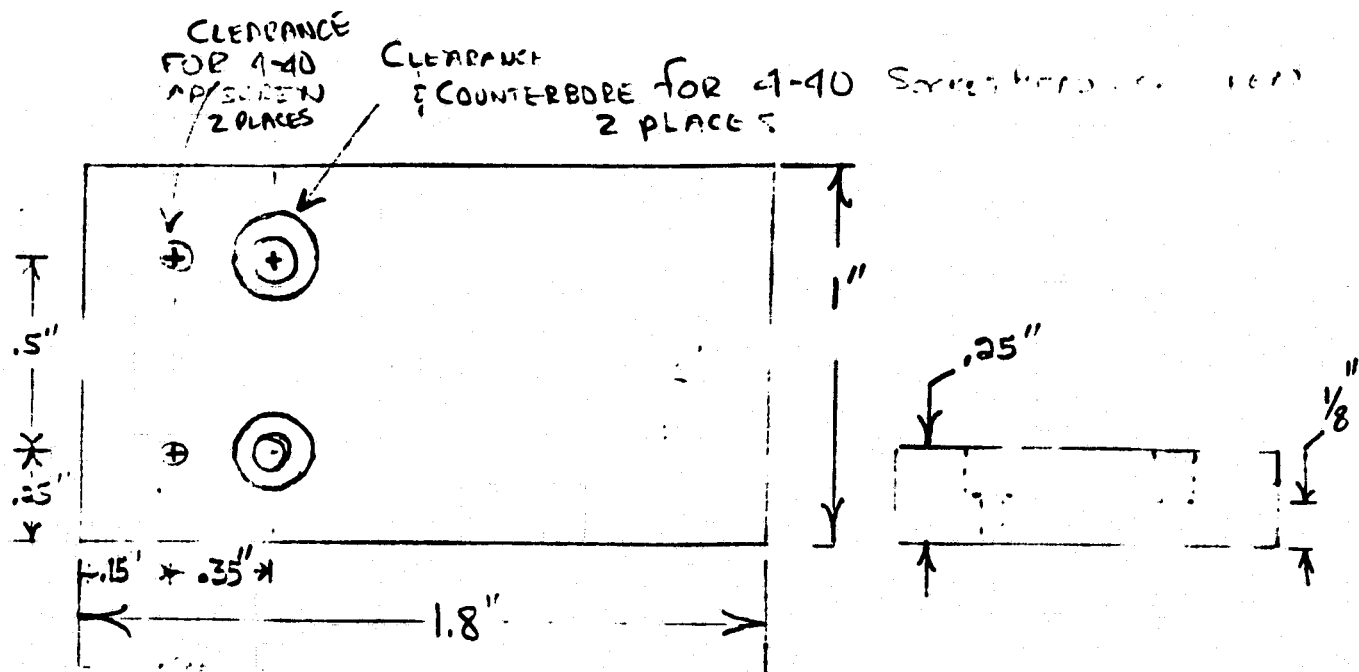 CLEARANCE
FOR 4-40
2 PLACES
CLEARANCE
& COUNTERBORE FOR 4-40
2 PLACES
.5"
.25"
.15" .35"
1.8"
1"
.25"
1/8"